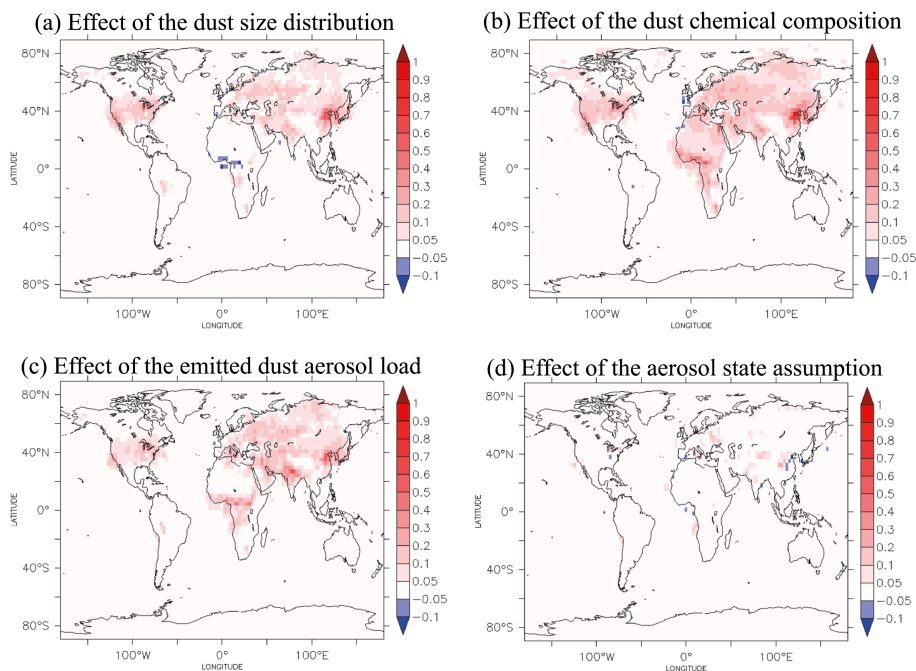 (a) Effect of the dust size distribution
80°N
40°N
0°
40°S
80°S
LATITUDE
100°W 0° 100°E
LONGITUDE
1
0.9
0.8
0.7
0.6
0.5
0.4
0.3
0.2
0.1
0.05
−0.05
−0.1
(b) Effect of the dust chemical composition
80°N
40°N
0°
40°S
80°S
LATITUDE
100°W 0° 100°E
LONGITUDE
1
0.9
0.8
0.7
0.6
0.5
0.4
0.3
0.2
0.1
0.05
−0.05
−0.1
(c) Effect of the emitted dust aerosol load
80°N
40°N
0°
40°S
80°S
LATITUDE
100°W 0° 100°E
LONGITUDE
1
0.9
0.8
0.7
0.6
0.5
0.4
0.3
0.2
0.1
0.05
−0.05
−0.1
(d) Effect of the aerosol state assumption
80°N
40°N
0°
40°S
80°S
LATITUDE
100°W 0° 100°E
LONGITUDE
1
0.9
0.8
0.7
0.6
0.5
0.4
0.3
0.2
0.1
0.05
−0.05
−0.1